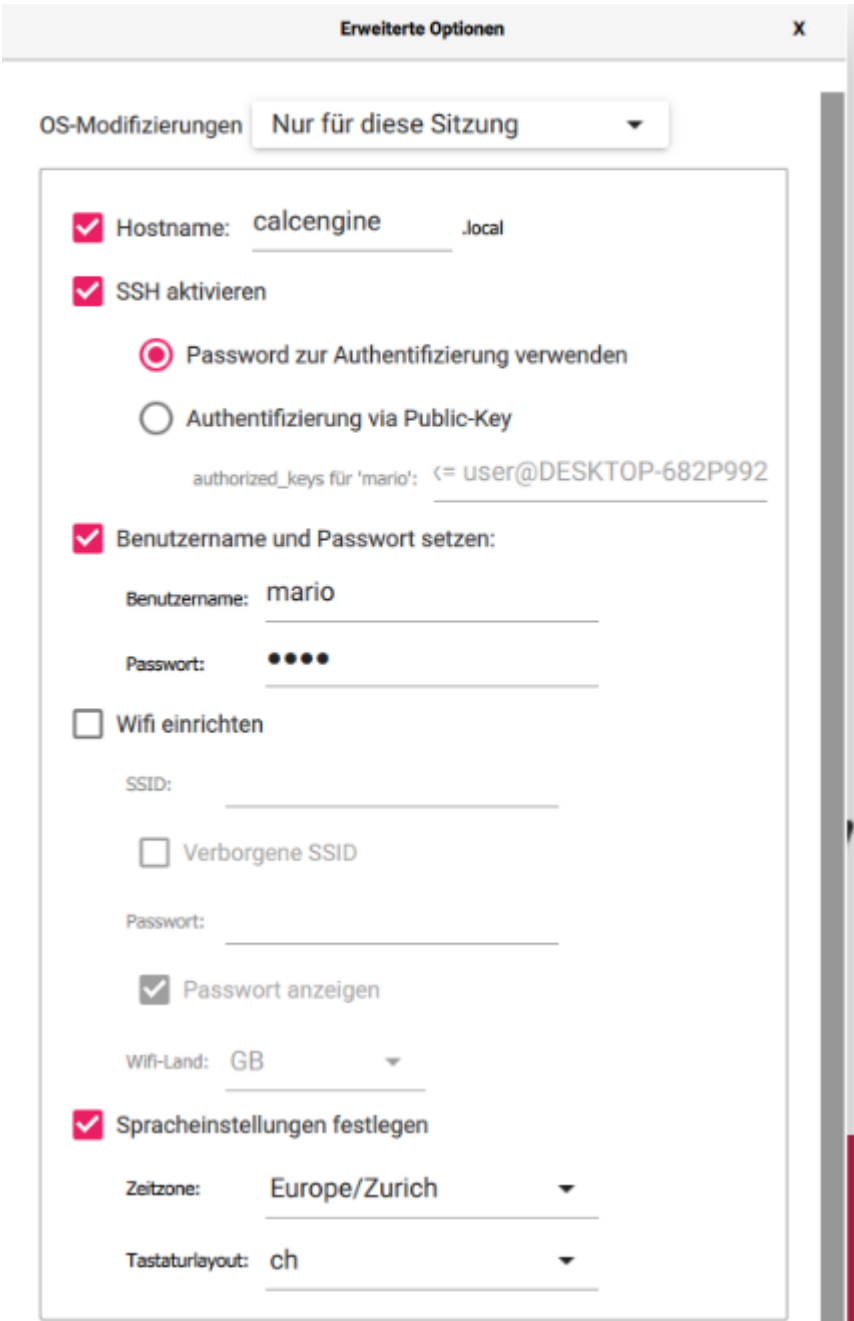 Erweiterte Optionen X
OS-Modifizierungen Nur für diese Sitzung
Hostname: calcengine .local
SSH aktivieren
Password zur Authentifizierung verwenden
Authentifizierung via Public-Key
authorized_keys für 'mario': = user@DESKTOP-682P992
Benutzername und Passwort setzen:
Benutzername: mario
Passwort: ••••
Wifi einrichten
SSID:
Verborgene SSID
Passwort:
Passwort anzeigen
Wifi-Land: GB
Spracheinstellungen festlegen
Zeitzone: Europe/Zurich
Tastaturlayout: ch